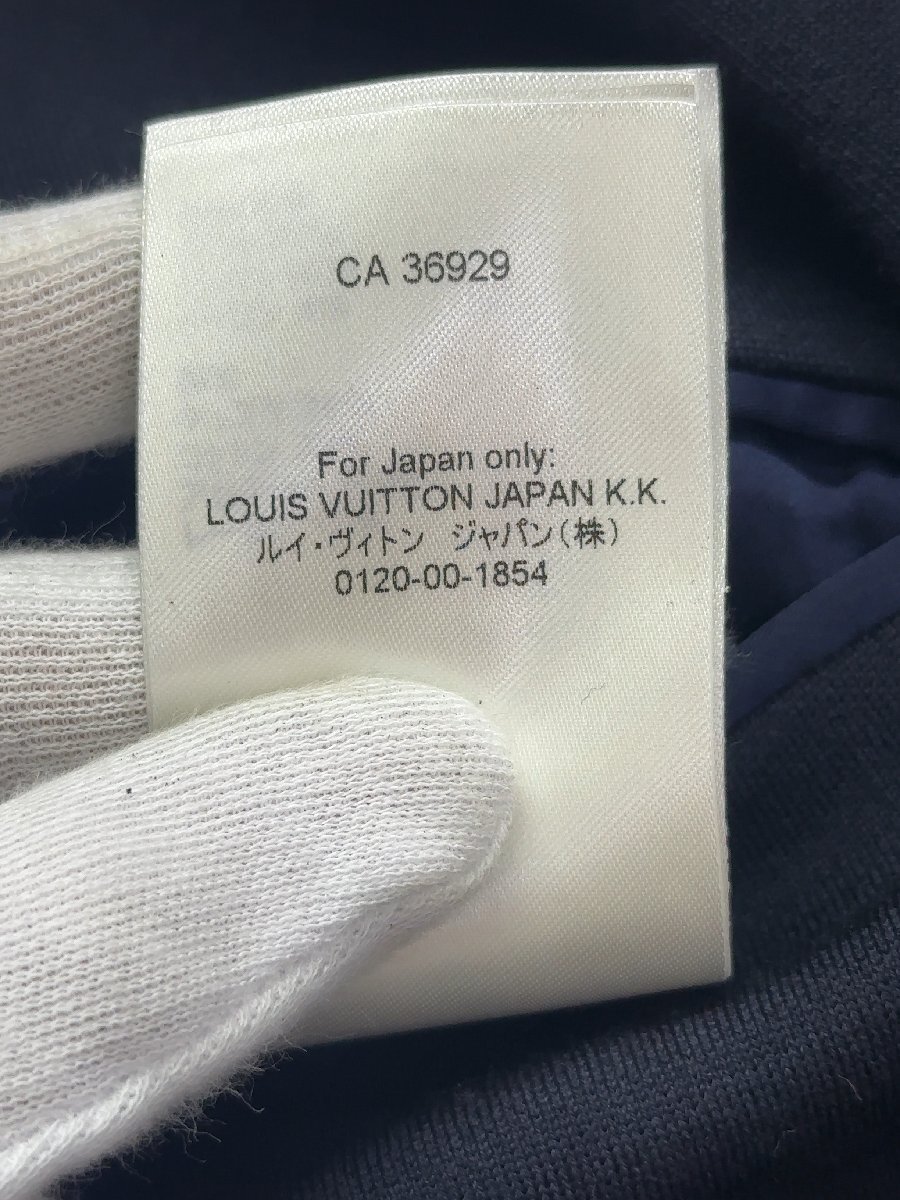 CA 36929
For Japan only:
LOUIS VUITTON JAPAN K.K.
ルイ・ヴィトン ジャパン(株)
0120-00-1854